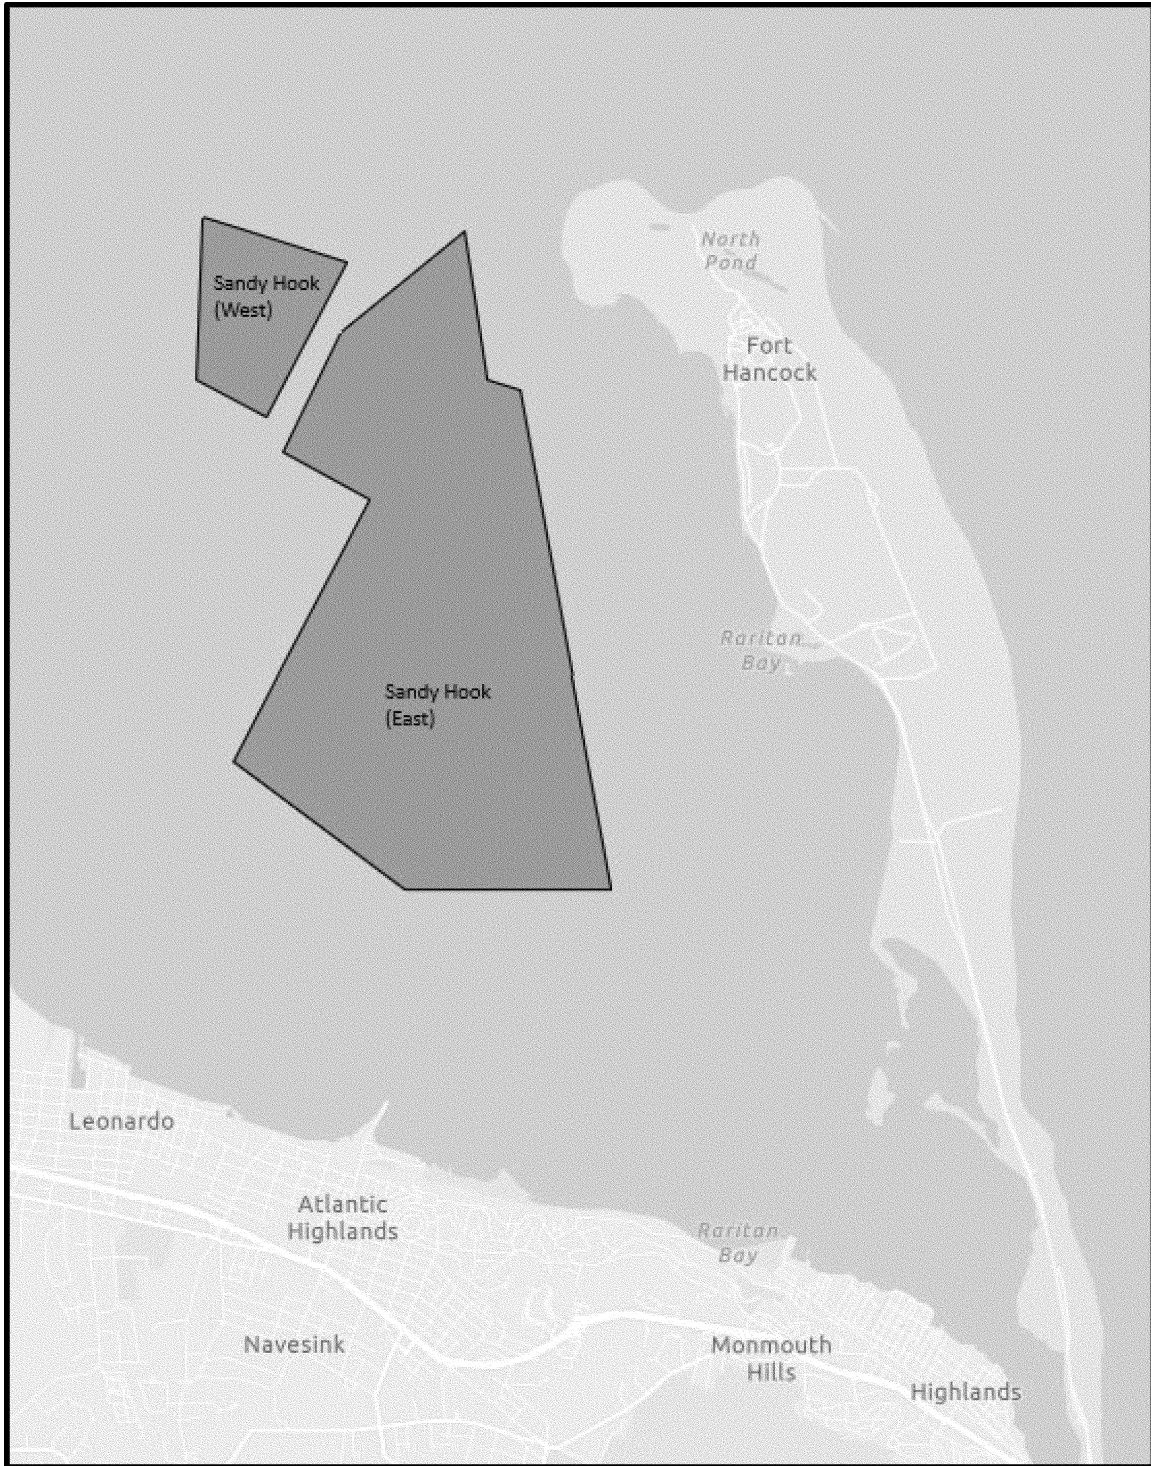 North
Pond
Sandy Hook
(West)
Fort
Hancock
Raritan
Bay
Sandy Hook
(East)
Leonardo
Atlantic
Highlands
Raritan
Bay
Navesink
Monmouth
Hills
Highlands